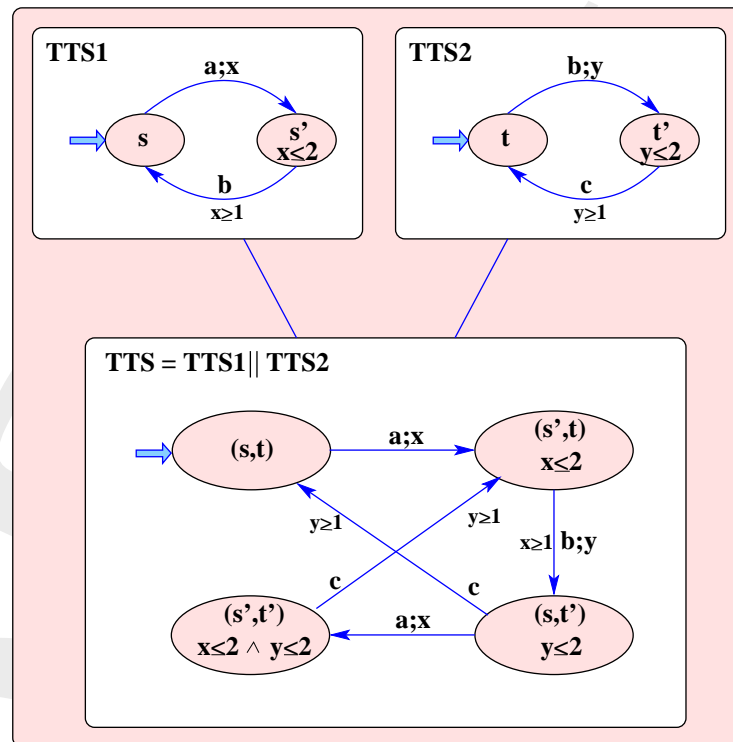 TTS1
a;x
s
s’
x≤2
b
x≥1
TTS2
b;y
t
t’
y≤2
c
y≥1
TTS = TTS1|| TTS2
(s,t)
a;x
(s’,t)
x≤2
y≥1
y≥1
x≥1 b;y
c
c
(s’,t’)
x≤2 ∧ y≤2
a;x
(s,t’)
y≤2